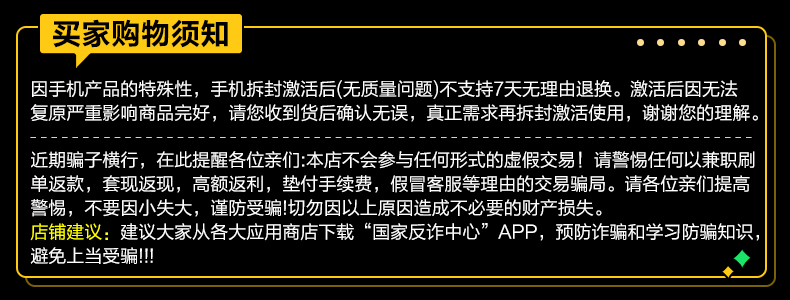 买家购物须知
因手机产品的特殊性，手机拆封激活后(无质量问题)不支持7天无理由退换。激活后因无法
复原严重影响商品完好，请您收到货后确认无误，真正需求再拆封激活使用，谢谢您的理解。
近期骗子横行，在此提醒各位亲们:本店不会参与任何形式的虚假交易！请警惕任何以兼职刷
单返款，套现返现，高额返利，垫付手续费，假冒客服等理由的交易骗局。请各位亲们提高
警惕，不要因小失大，谨防受骗!切勿因以上原因造成不必要的财产损失。
店铺建议：建议大家从各大应用商店下载“国家反诈中心”APP，预防诈骗和学习防骗知识，
避免上当受骗!!!